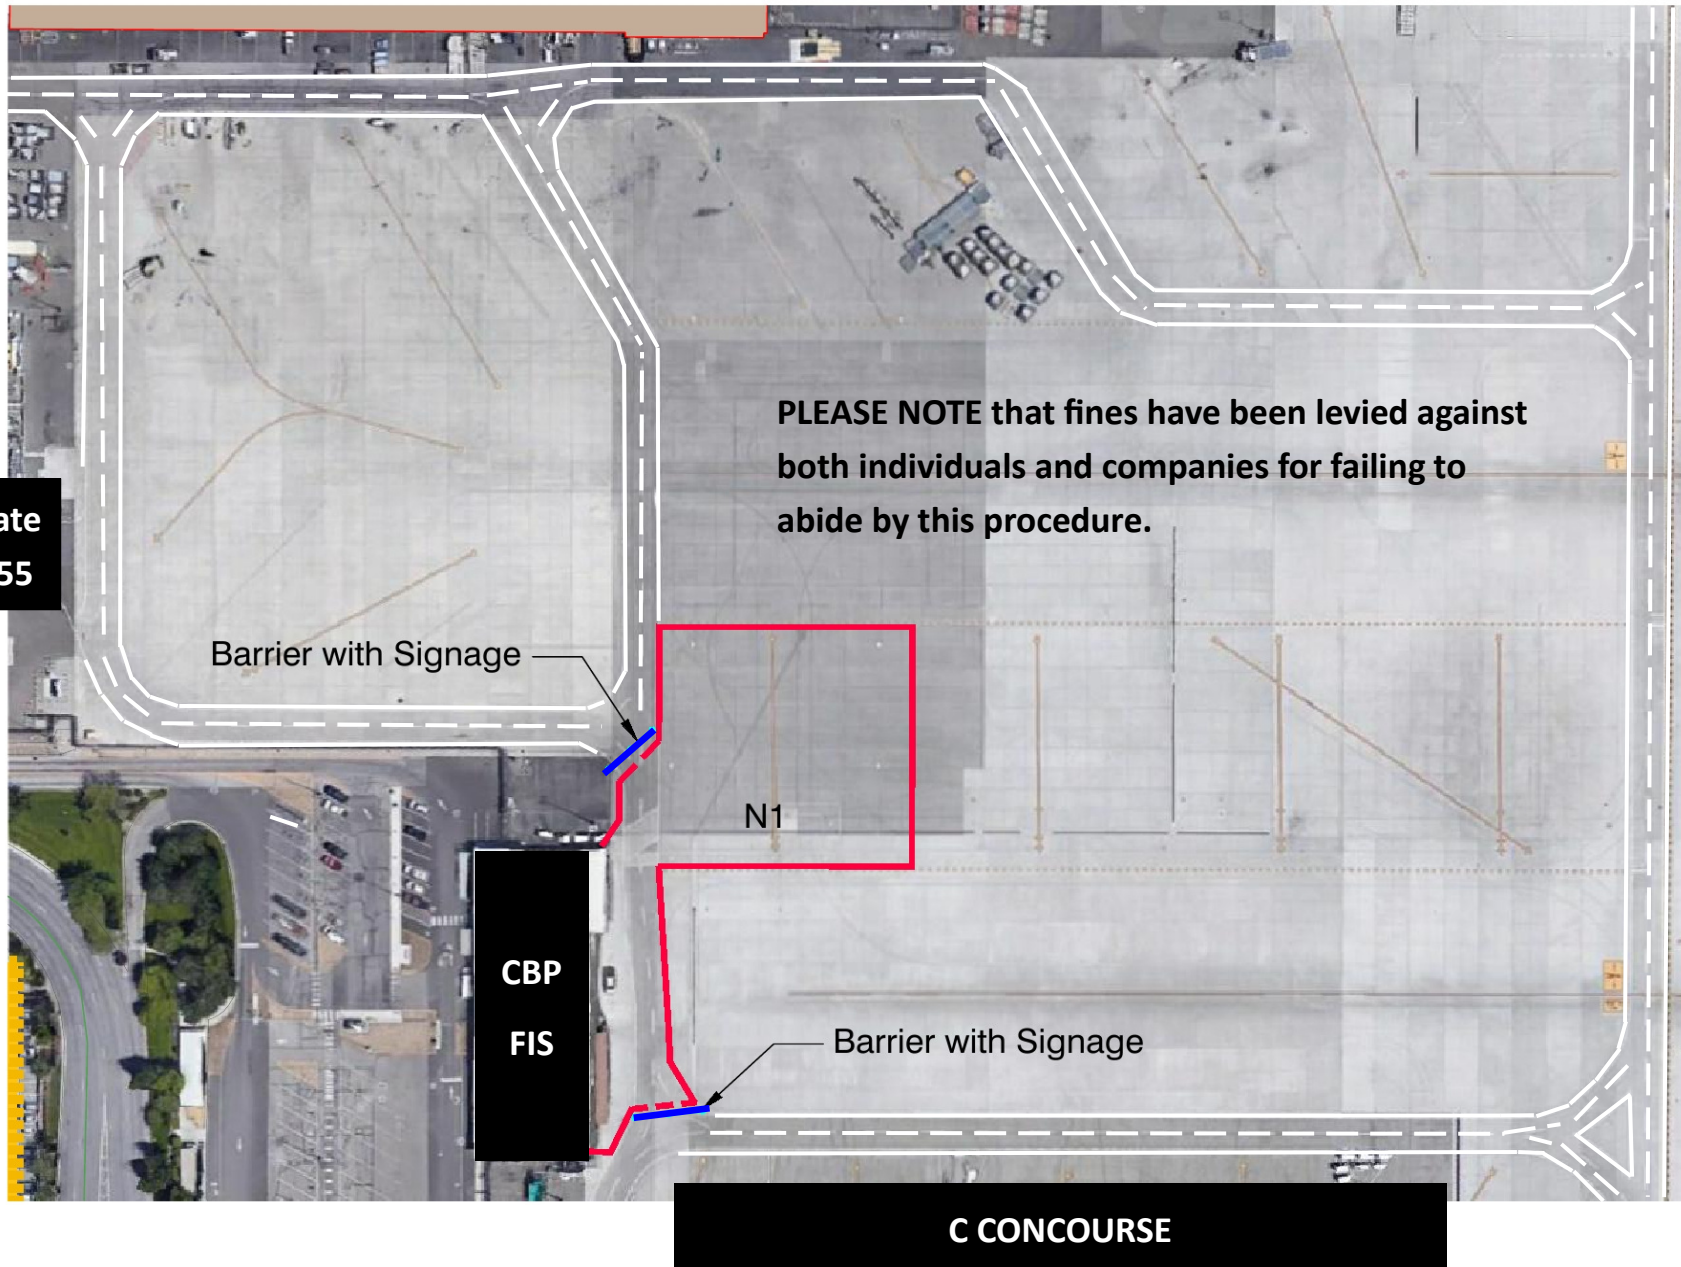 PLEASE NOTE that fines have been levied against
both individuals and companies for failing to
abide by this procedure.
ate
55
Barrier with Signage
N1
CBP
FIS
Barrier with Signage
C CONCOURSE